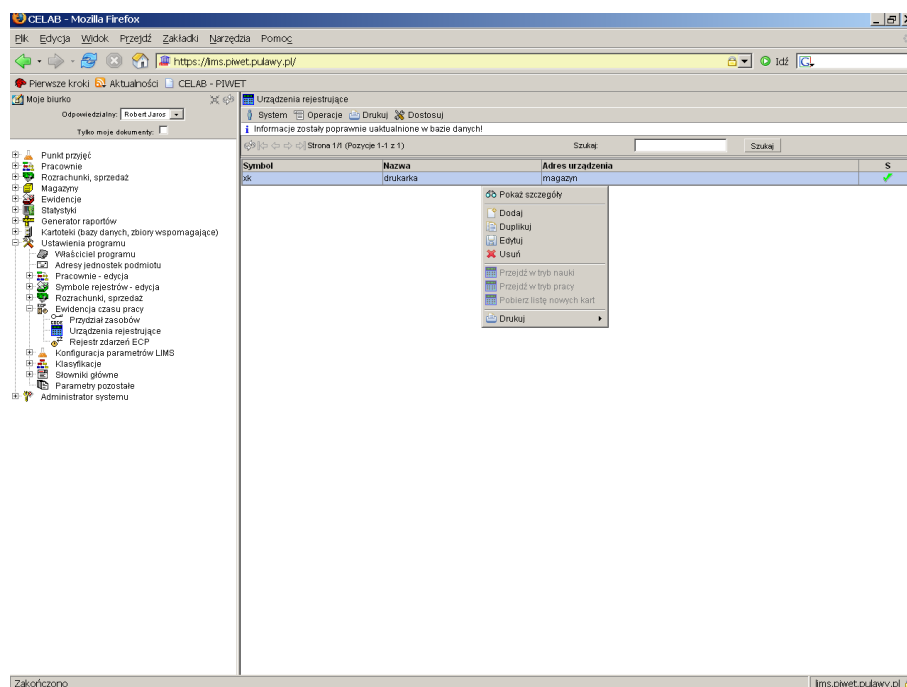 CELAB - Mozilla Firefox
Plik Edycja Widok Przejdź Zakładki Narzędzia Pomoc
https://lims.piwet.pulawy.pl/ Idź
Pierwsze kroki Aktualności CELAB - PIWET
Moje biurko
Odpowiedzialny: Robert Jaros
Tylko moje dokumenty:
Punkt przyjęć
Pracownie
Rozrachunki, sprzedaż
Magazyny
Ewidencje
Statystyki
Generator raportów
Kartoteki (bazy danych, zbiory wspomagające)
Ustawienia programu
Właściciel programu
Adresy jednostek podmiotu
Pracownie - edycja
Symbole rejestrów - edycja
Rozrachunki, sprzedaż
Ewidencja czasu pracy
Przydział zasobów
Urządzenia rejestrujące
Rejestr zdarzeń ECP
Konfiguracja parametrów LIMS
Klasyfikacje
Słowniki główne
Parametry pozostałe
Administrator systemu
Urządzenia rejestrujące
System Operacje Drukuj Dostosuj
Informacje zostały poprawnie uaktualnione w bazie danych!
Strona 1/1 (Pozycje 1-1 z 1) Szukaj: Szukaj
Symbol Nazwa Adres urządzenia S
xk drukarka magazyn
Pokaż szczegóły
Dodaj
Duplikuj
Edytuj
Usuń
Przejdź w tryb nauki
Przejdź w tryb pracy
Pobierz listę nowych kart
Drukuj
Zakończono lims.piwet.pulawy.pl